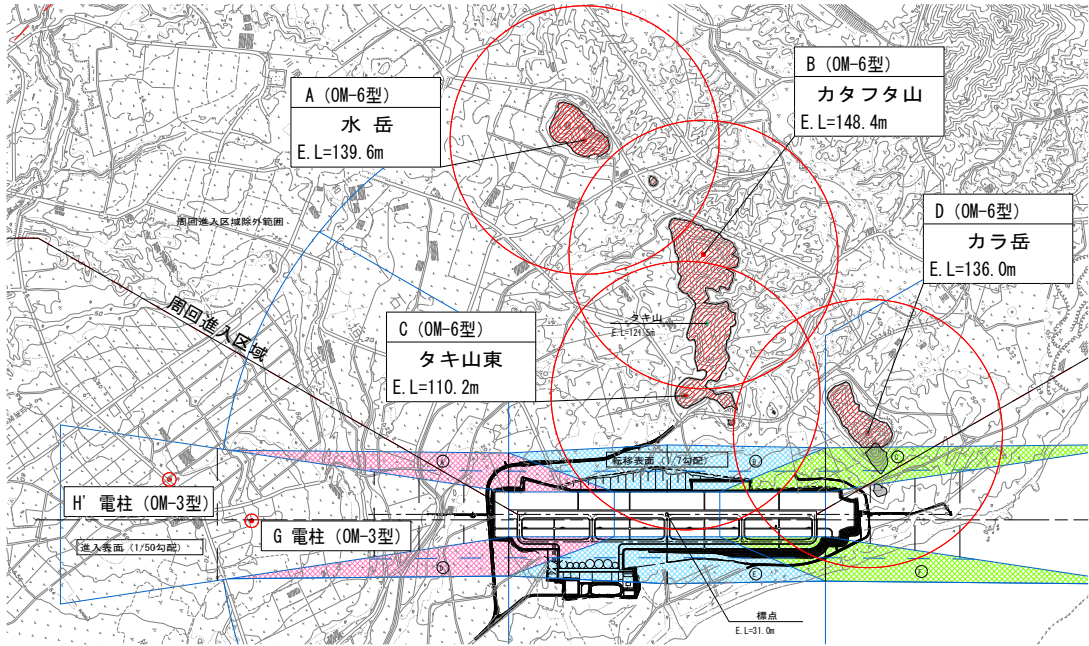 A (OM-6型)
水 岳
E.L=139.6m
B (OM-6型)
カタフタ山
E.L=148.4m
D (OM-6型)
カラ岳
E.L=136.0m
周回進入区域除外範囲
周回進入区域
C (OM-6型)
タキ山東
E.L=110.2m
タキ山
E.L=121.5m
転移表面(1/7勾配)
H' 電柱 (OM-3型)
G 電柱 (OM-3型)
進入表面 (1/50勾配)
標点
E.L=31.0m